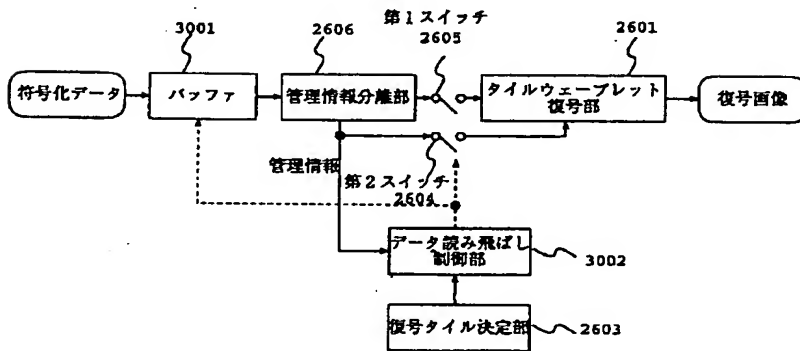 3001
2606
第1スイッチ
2605
2601
符号化データ
バッファ
管理情報分離部
タイルウェーブレット
復号部
復号画像
管理情報
第2スイッチ
2604
データ読み飛ばし
制御部
3002
復号タイル決定部
2603